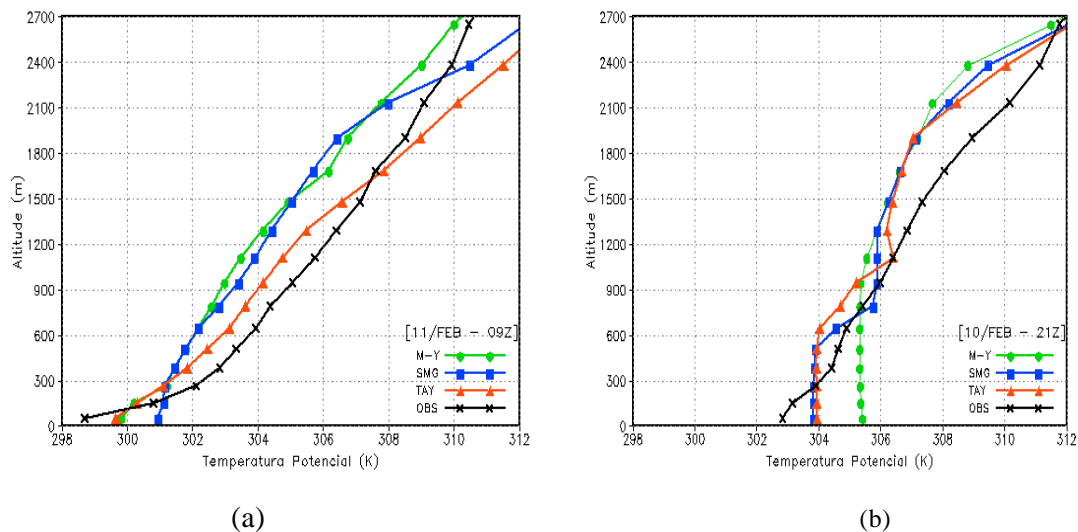 2700
2400
2100
1800
1500
1200
900
600
300
0
Altitude (m)
[11/FEB - 09Z]
M-Y
SMG
TAY
OBS
298 300 302 304 306 308 310 312
Temperatura Potencial (K)
(a)
2700
2400
2100
1800
1500
1200
900
600
300
0
Altitude (m)
[10/FEB - 21Z]
M-Y
SMG
TAY
OBS
298 300 302 304 306 308 310 312
Temperatura Potencial (K)
(b)